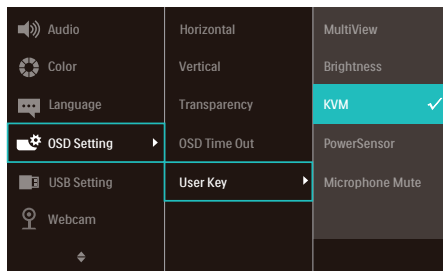 Audio
Color
Language
OSD Setting
USB Setting
Webcam
Horizontal
Vertical
Transparency
OSD Time Out
User Key
MultiView
Brightness
KVM
PowerSensor
Microphone Mute